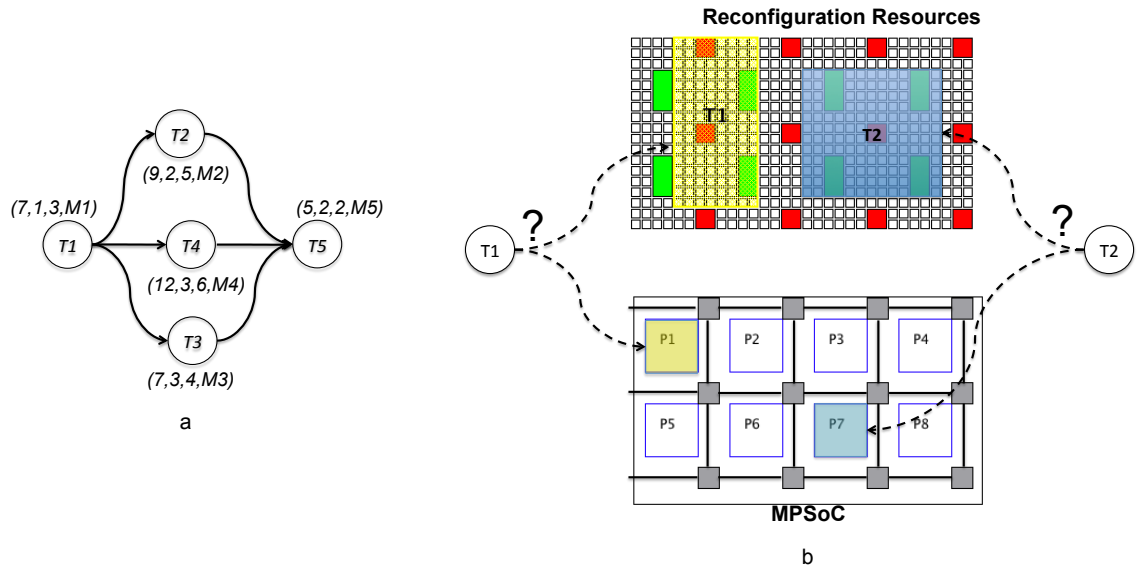 T2
(9,2,5,M2)
(7,1,3,M1)
T1
T4
(12,3,6,M4)
(5,2,2,M5)
T5
T3
(7,3,4,M3)
a
Reconfiguration Resources
T1
T2
?
?
T1
T2
P1 P2 P3 P4
P5 P6 P7 P8
MPSoC
b